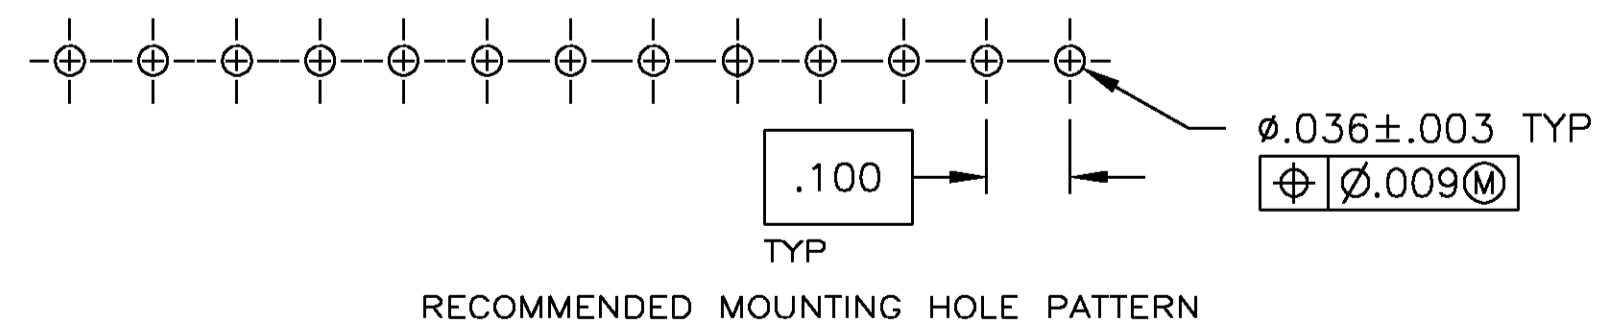 ⌀.036±.003 TYP
⌖ ⌀.009Ⓜ
.100
TYP
RECOMMENDED MOUNTING HOLE PATTERN